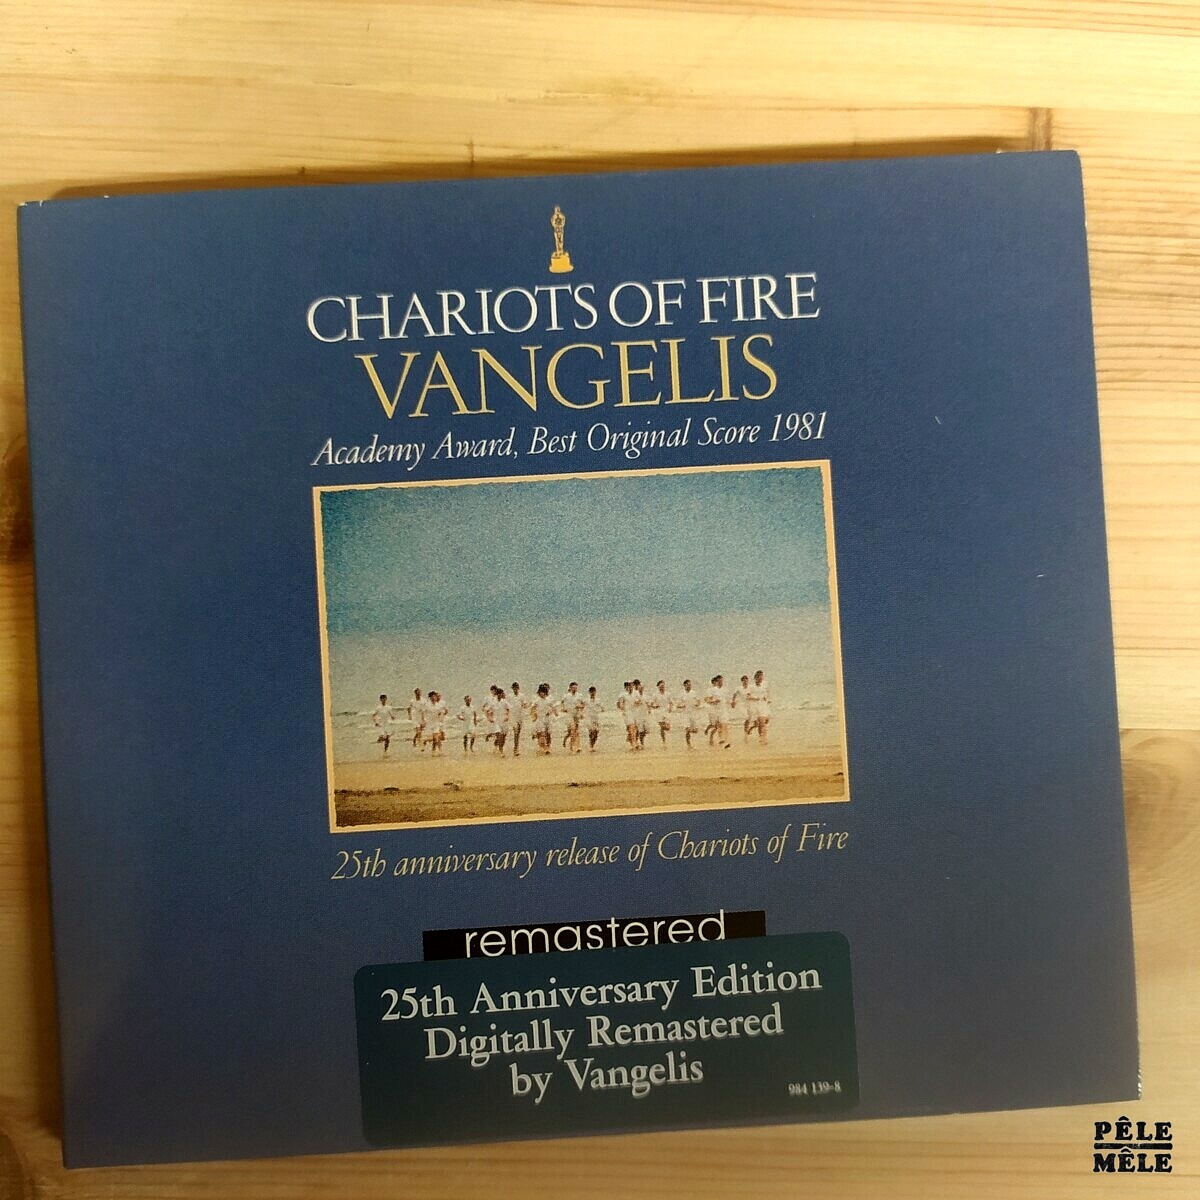 CHARIOTS OF FIRE
VANGELIS
Academy Award, Best Original Score 1981
25th anniversary release of Chariots of Fire
remastered
25th Anniversary Edition
Digitally Remastered
by Vangelis
984 139-8
PÊLE
MÊLE